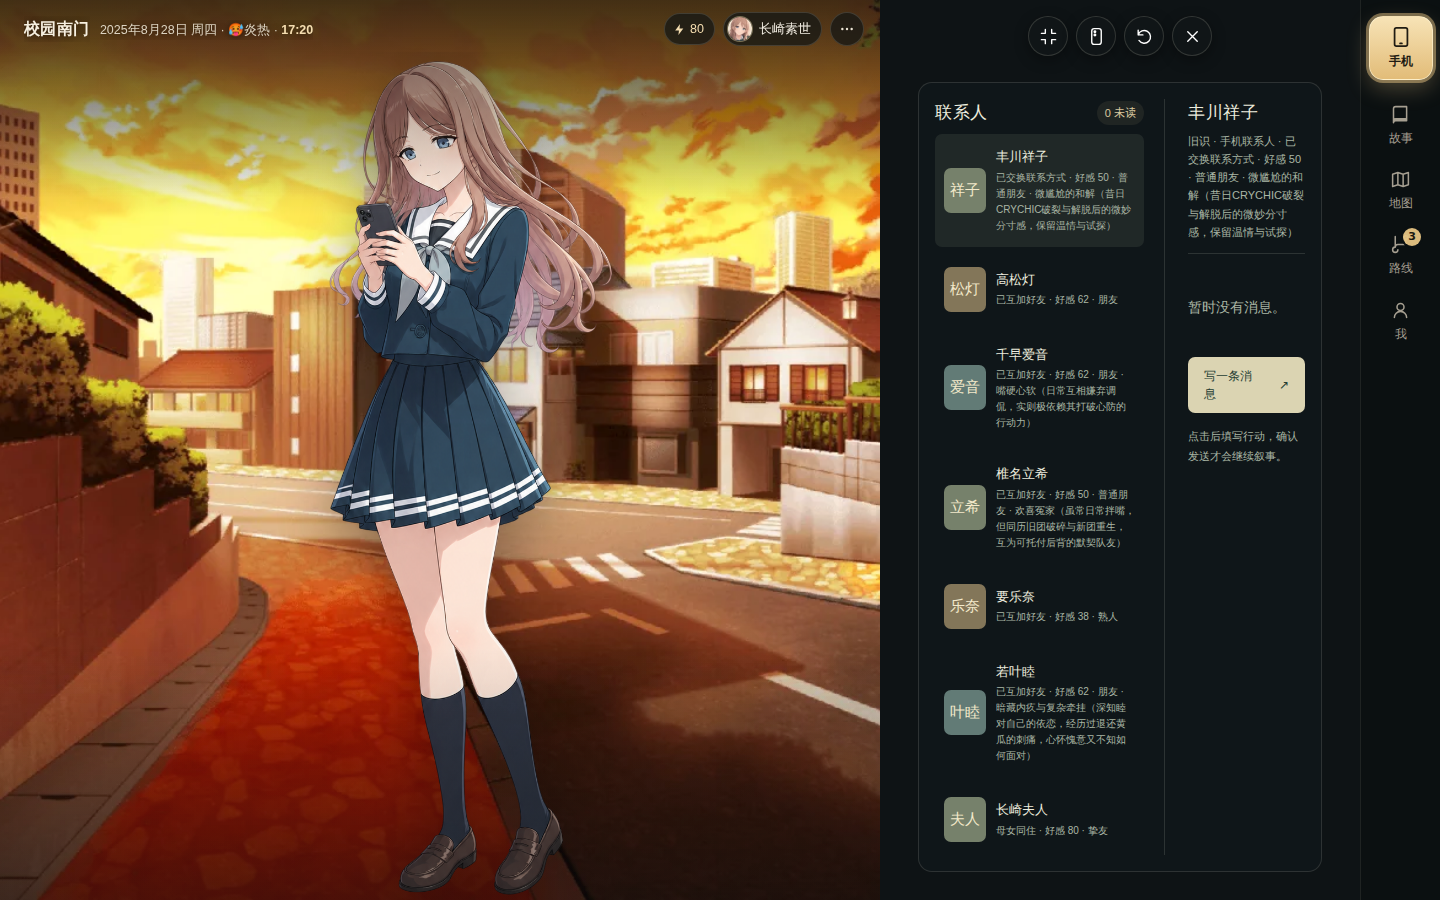 校园南门 2025年8月28日 周四 · 🥵炎热 · 17:20
80
长崎素世
手机
故事
地图
3
路线
我
联系人
0 未读
祥子
丰川祥子
已交换联系方式 · 好感 50 · 普
通朋友 · 微尴尬的和解（昔日
CRYCHIC破裂与解脱后的微妙
分寸感，保留温情与试探）
松灯
高松灯
已互加好友 · 好感 62 · 朋友
爱音
千早爱音
已互加好友 · 好感 62 · 朋友 ·
嘴硬心软（日常互相嫌弃调
侃，实则极依赖其打破心防的
行动力）
立希
椎名立希
已互加好友 · 好感 50 · 普通朋
友 · 欢喜冤家（虽常日常拌嘴，
但同历旧团破碎与新团重生，
互为可托付后背的默契队友）
乐奈
要乐奈
已互加好友 · 好感 38 · 熟人
叶睦
若叶睦
已互加好友 · 好感 62 · 朋友 ·
暗藏内疚与复杂牵挂（深知睦
对自己的依恋，经历过退还黄
瓜的刺痛，心怀愧意又不知如
何面对）
夫人
长崎夫人
母女同住 · 好感 80 · 挚友
丰川祥子
旧识 · 手机联系人 · 已
交换联系方式 · 好感 50
· 普通朋友 · 微尴尬的和
解（昔日CRYCHIC破裂
与解脱后的微妙分寸
感，保留温情与试探）
暂时没有消息。
写一条消
息 ↗
点击后填写行动，确认
发送才会继续叙事。